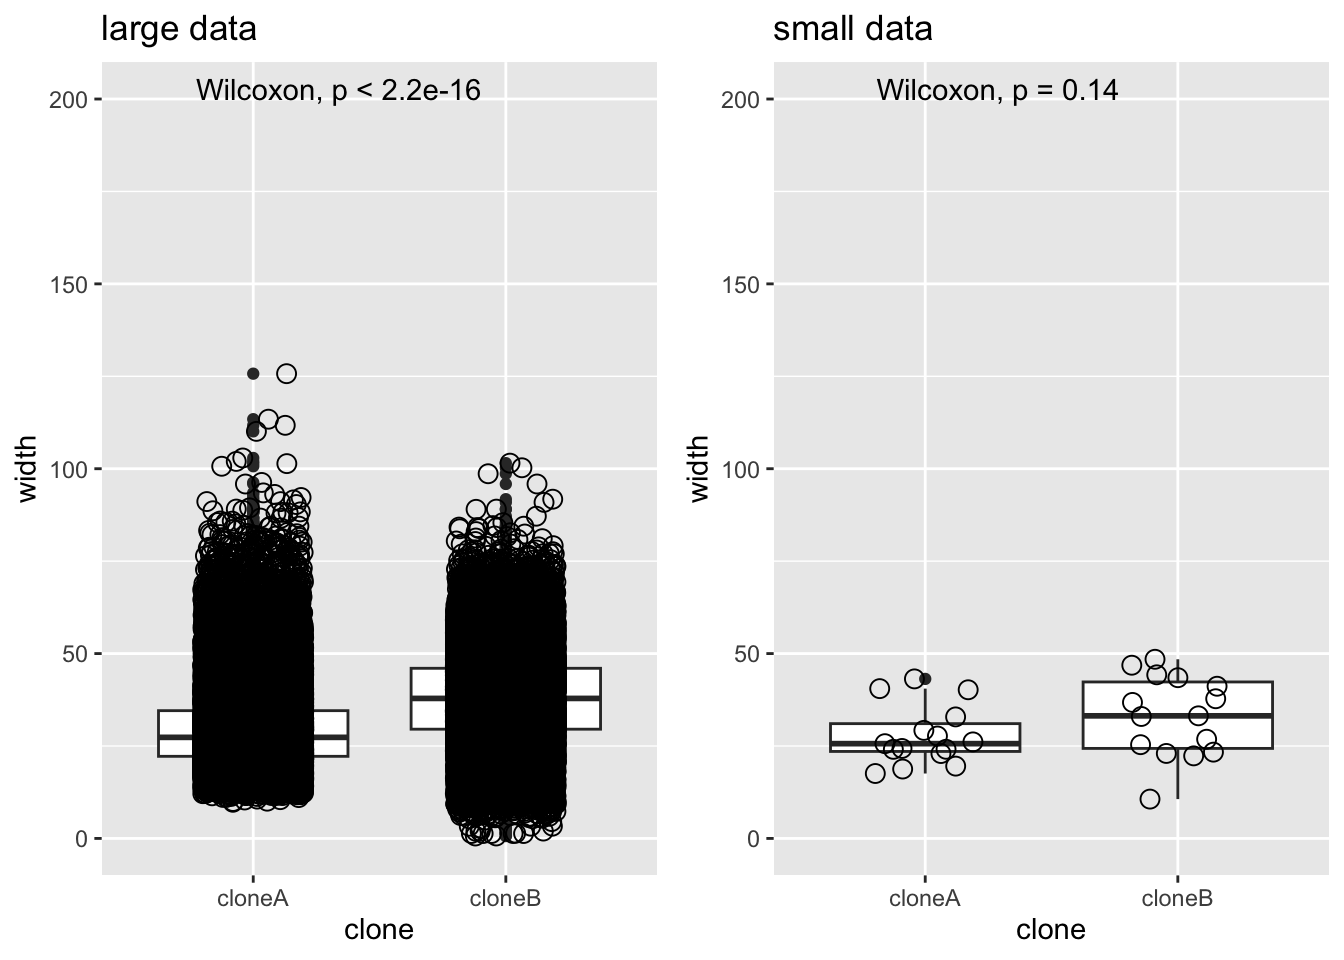 large data
Wilcoxon, p < 2.2e-16
200
150
100
50
0
width
cloneA cloneB
clone
small data
Wilcoxon, p = 0.14
200
150
100
50
0
width
cloneA cloneB
clone